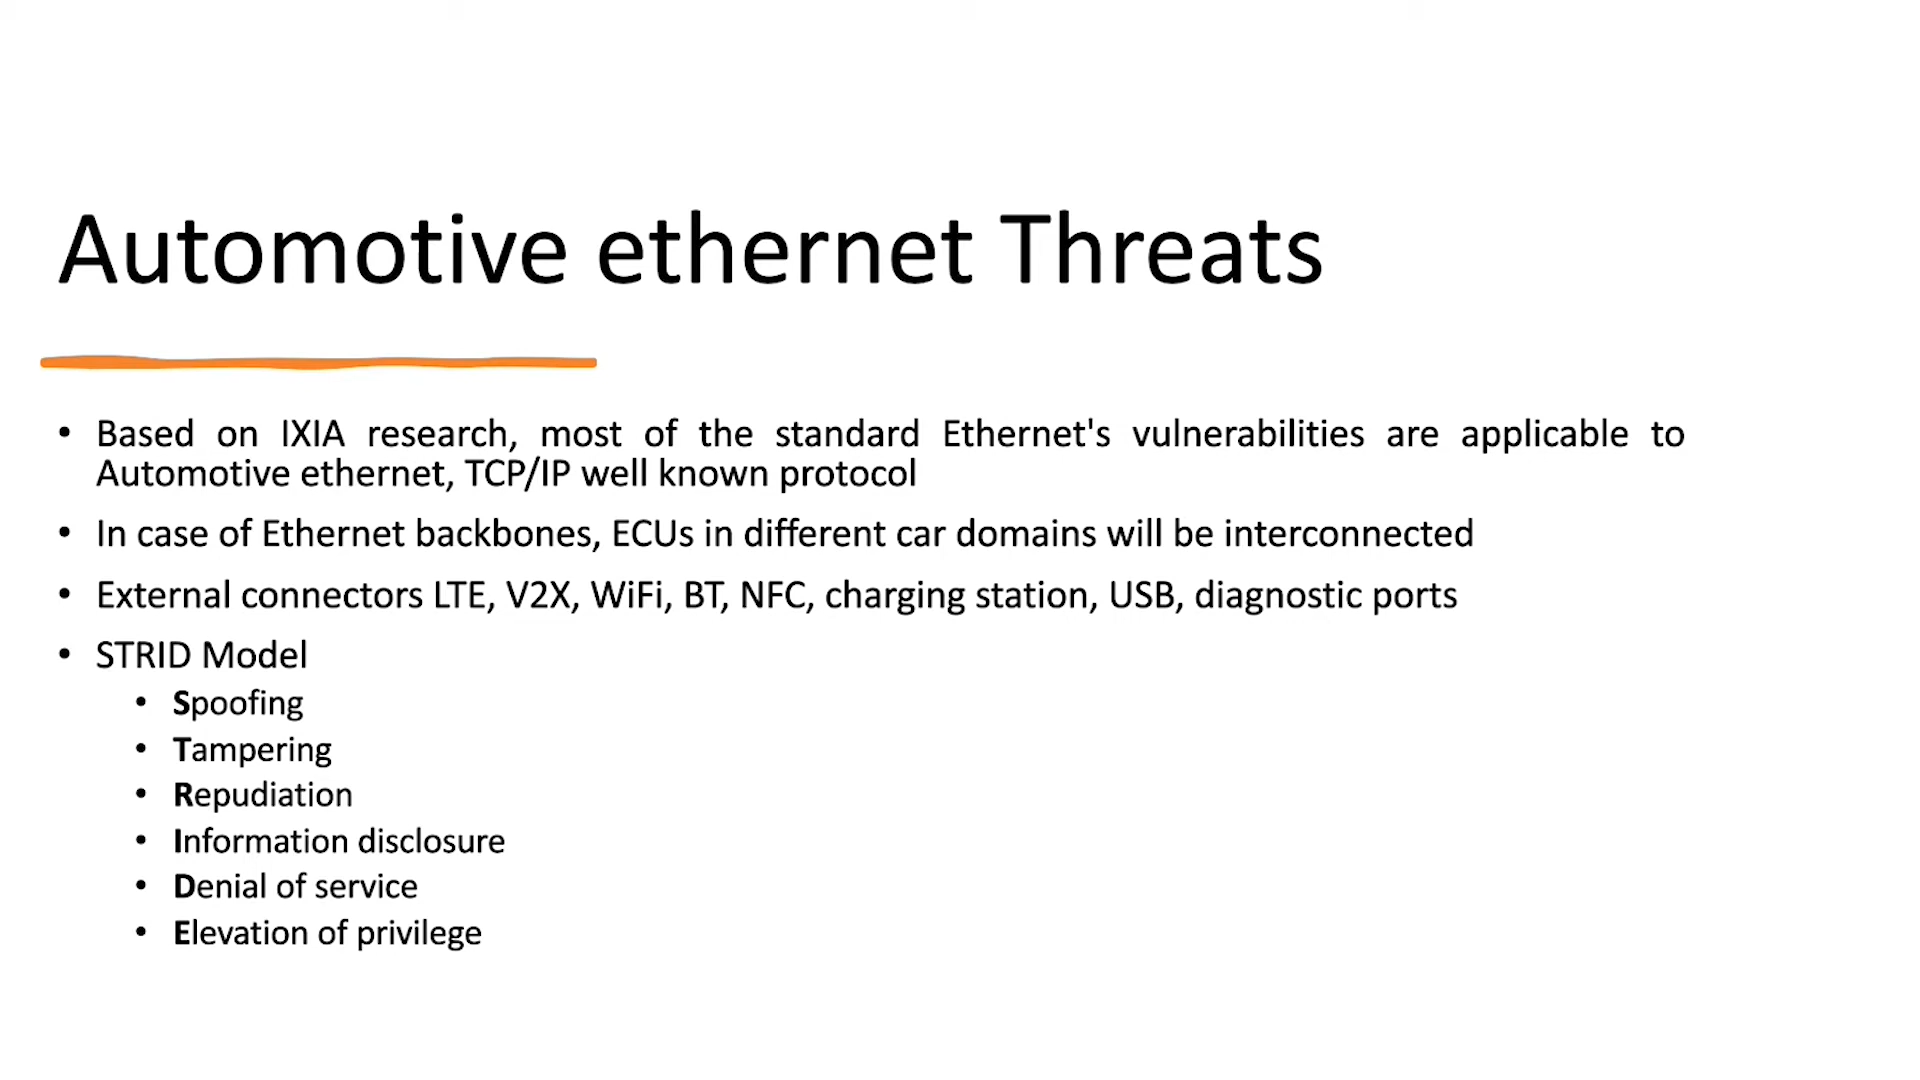 Automotive ethernet Threats
• Based on IXIA research, most of the standard Ethernet's vulnerabilities are applicable to
Automotive ethernet, TCP/IP well known protocol
• In case of Ethernet backbones, ECUs in different car domains will be interconnected
• External connectors LTE, V2X, WiFi, BT, NFC, charging station, USB, diagnostic ports
• STRID Model
• Spoofing
• Tampering
• Repudiation
• Information disclosure
• Denial of service
• Elevation of privilege